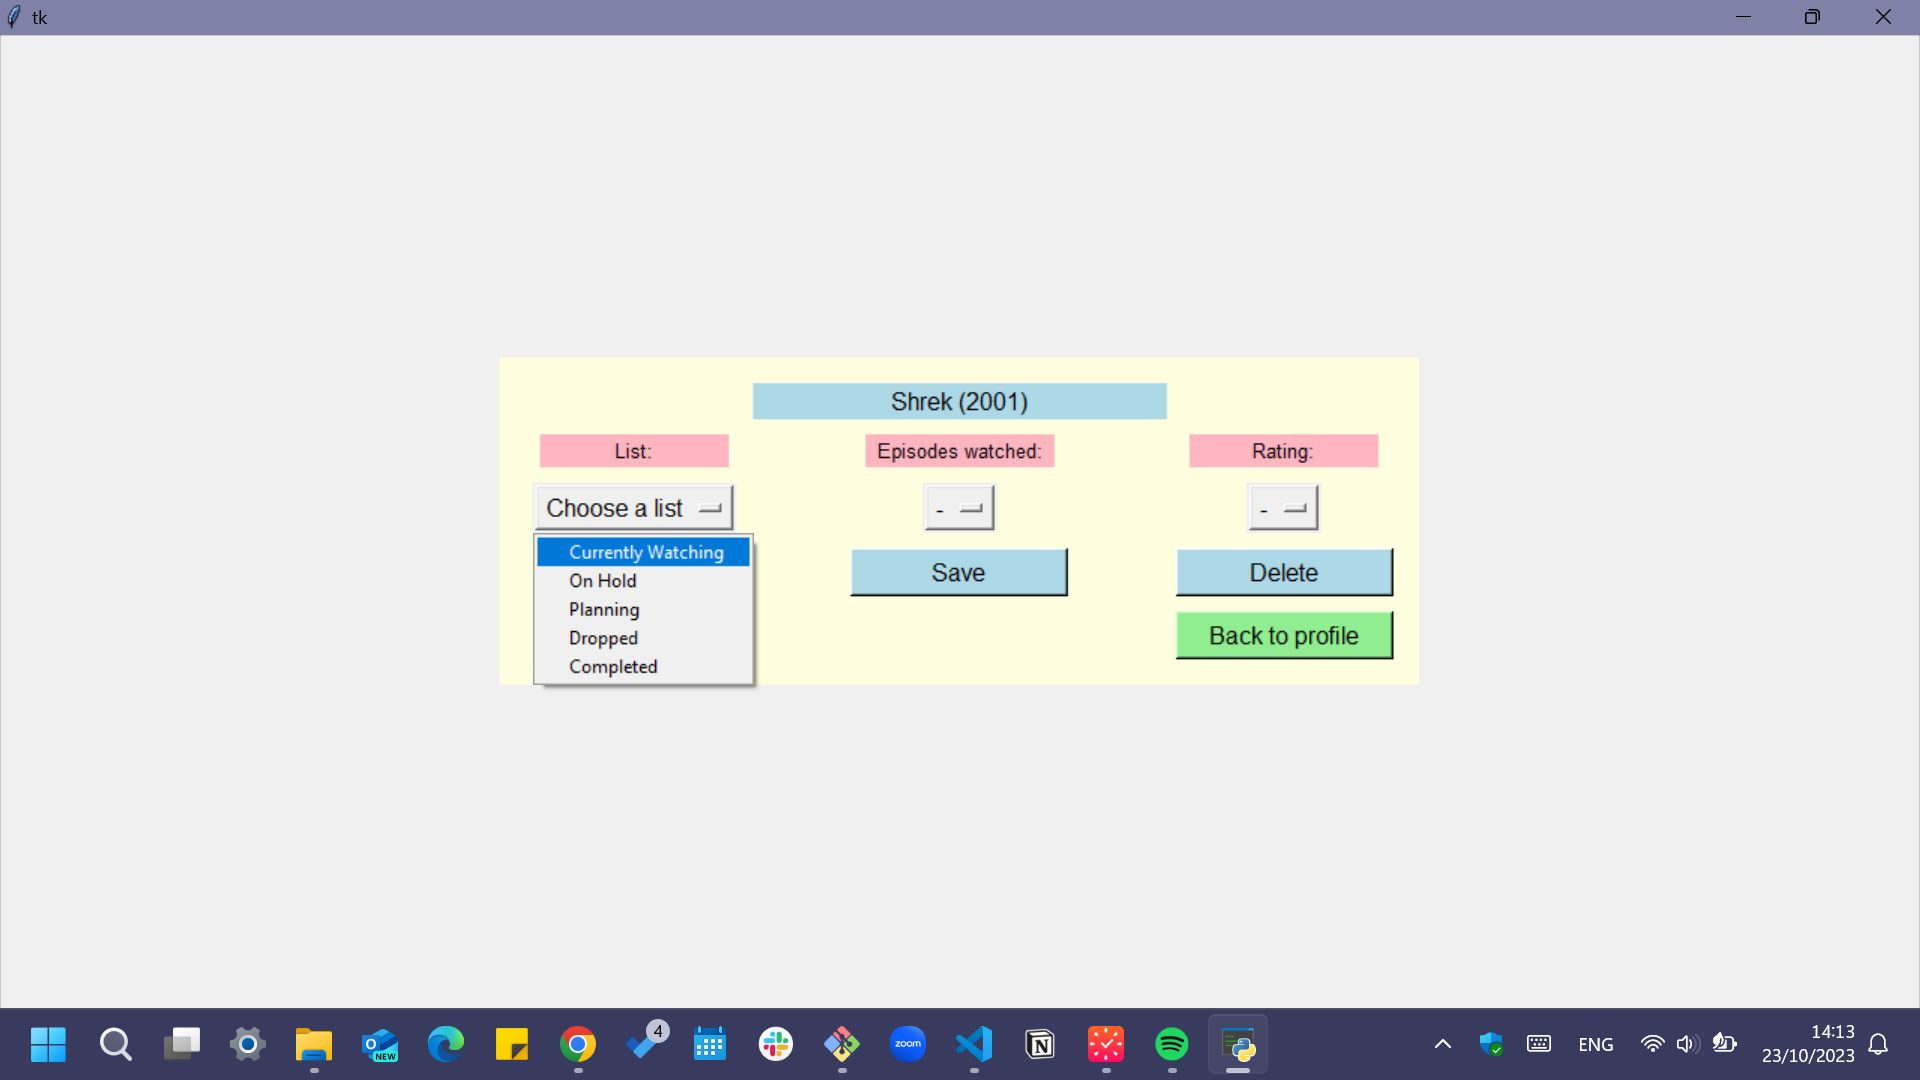 tk
Shrek (2001)
List:
Episodes watched:
Rating:
Choose a list
-
-
Currently Watching
On Hold
Planning
Dropped
Completed
Save
Delete
Back to profile
NEW
4
zoom
ENG
14:13
23/10/2023